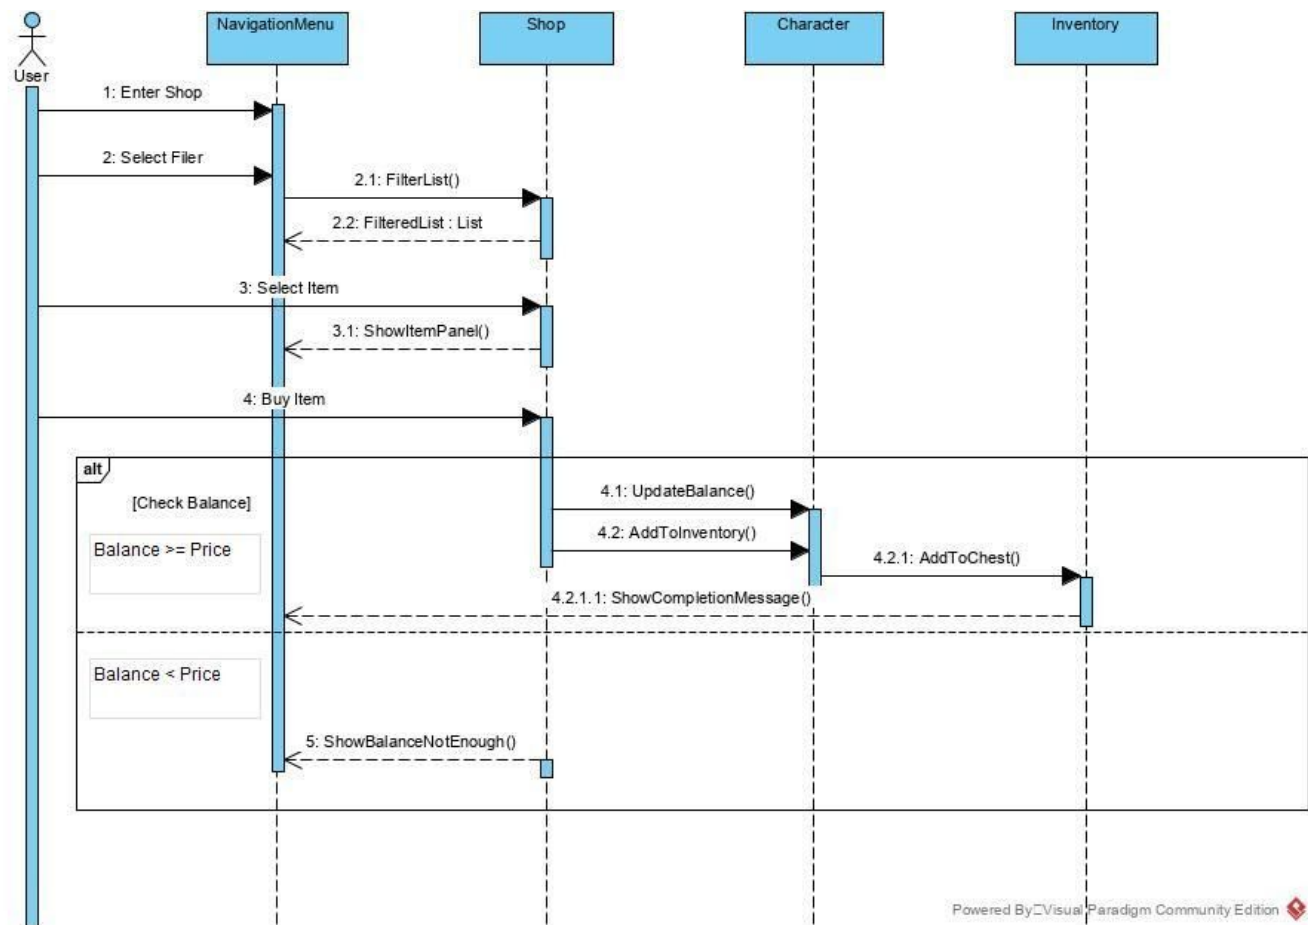 NavigationMenu
Shop
Character
Inventory
User
1: Enter Shop
2: Select Filer
2.1: FilterList()
2.2: FilteredList : List
3: Select Item
3.1: ShowItemPanel()
4: Buy Item
alt
[Check Balance]
4.1: UpdateBalance()
4.2: AddToInventory()
Balance >= Price
4.2.1: AddToChest()
4.2.1.1: ShowCompletionMessage()
Balance < Price
5: ShowBalanceNotEnough()
Powered By Visual Paradigm Community Edition